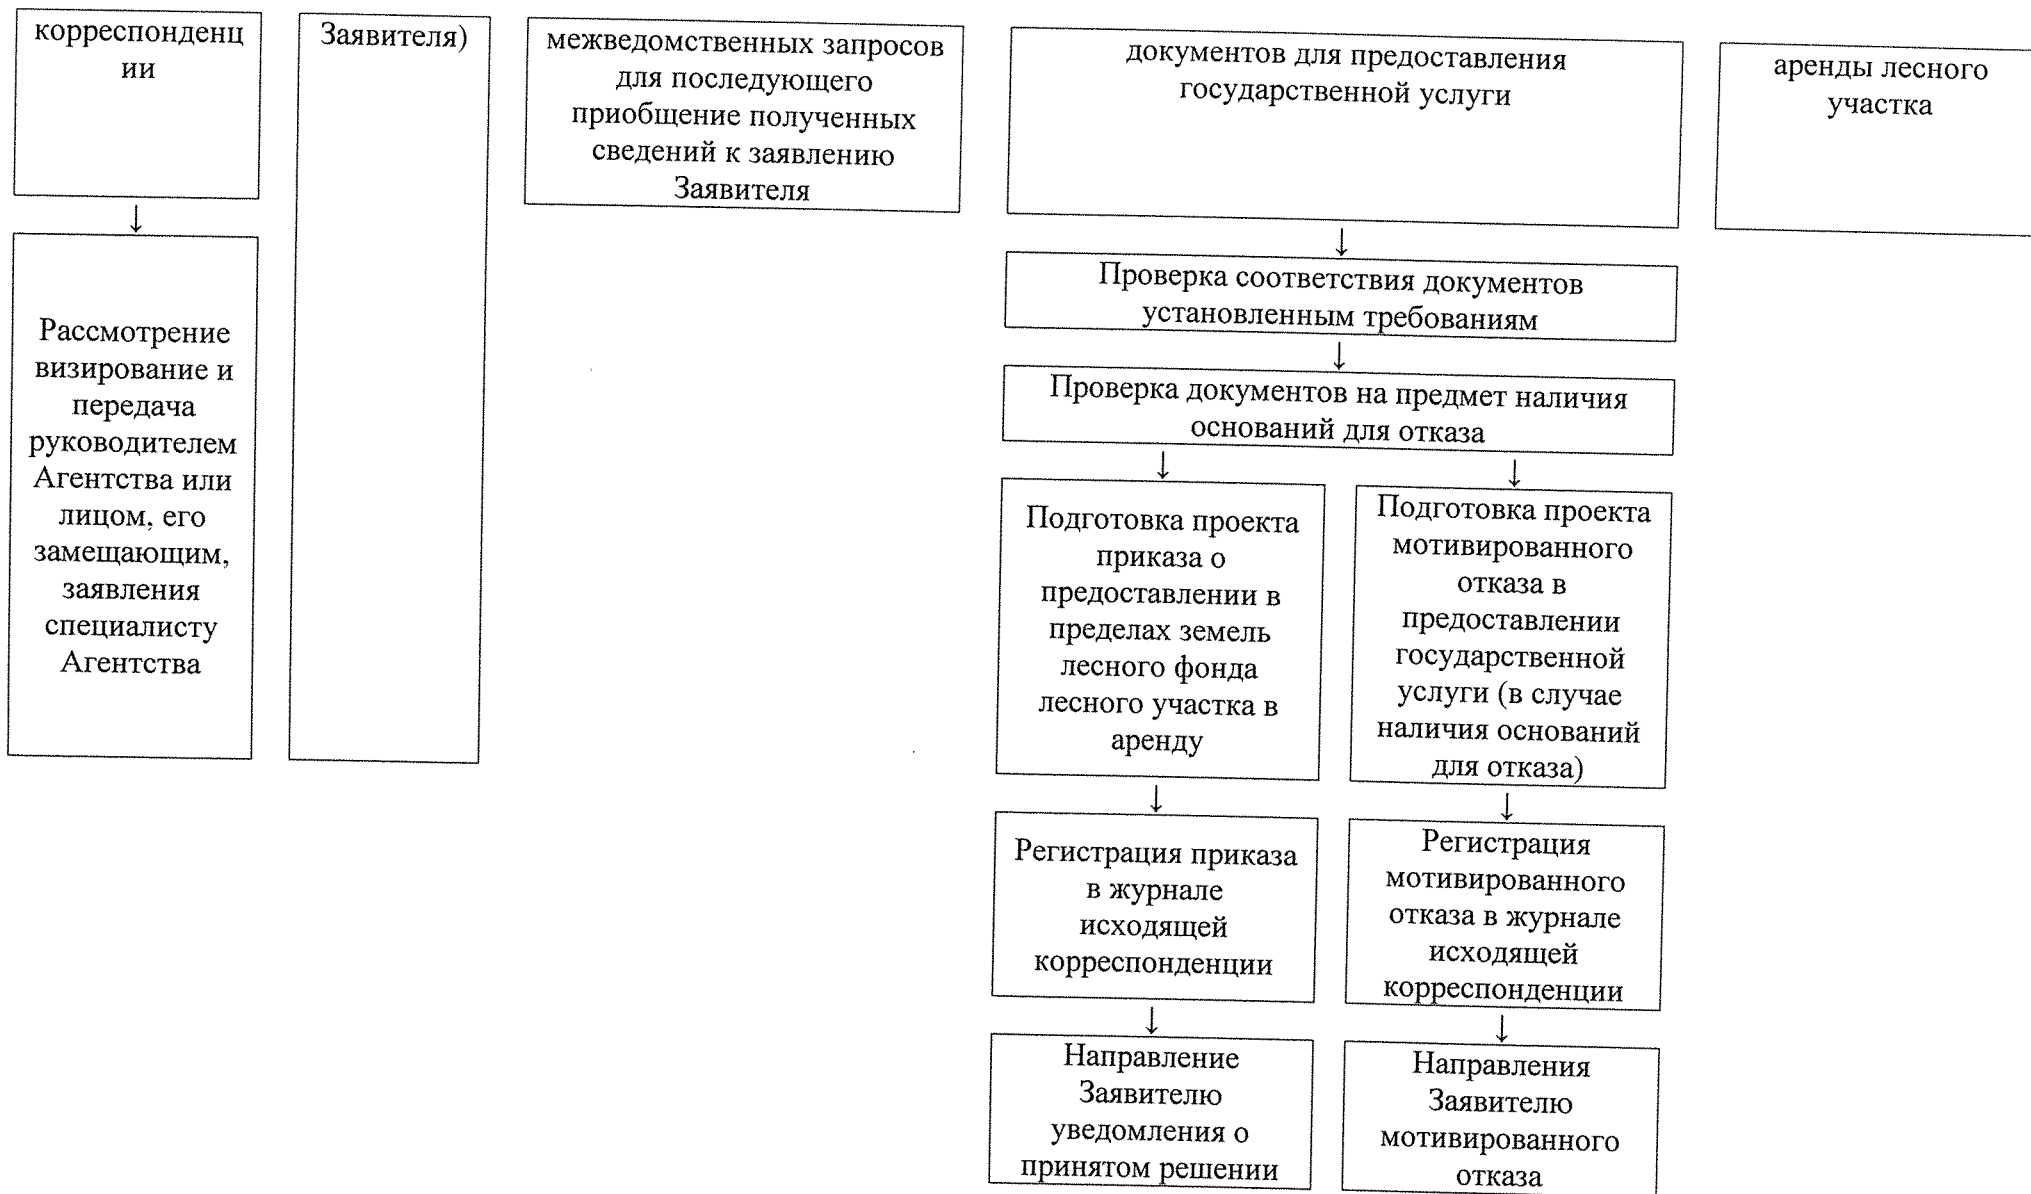 корреспонденц
ии
Рассмотрение
визирование и
передача
руководителем
Агентства или
лицом, его
замещающим,
заявления
специалисту
Агентства
Заявителя)
межведомственных запросов
для последующего
приобщение полученных
сведений к заявлению
Заявителя
документов для предоставления
государственной услуги
Проверка соответствия документов
установленным требованиям
Проверка документов на предмет наличия
оснований для отказа
Подготовка проекта
приказа о
предоставлении в
пределах земель
лесного фонда
лесного участка в
аренду
Регистрация приказа
в журнале
исходящей
корреспонденции
Направление
Заявителю
уведомления о
принятом решении
Подготовка проекта
мотивированного
отказа в
предоставлении
государственной
услуги (в случае
наличия оснований
для отказа)
Регистрация
мотивированного
отказа в журнале
исходящей
корреспонденции
Направления
Заявителю
мотивированного
отказа
аренды лесного
участка